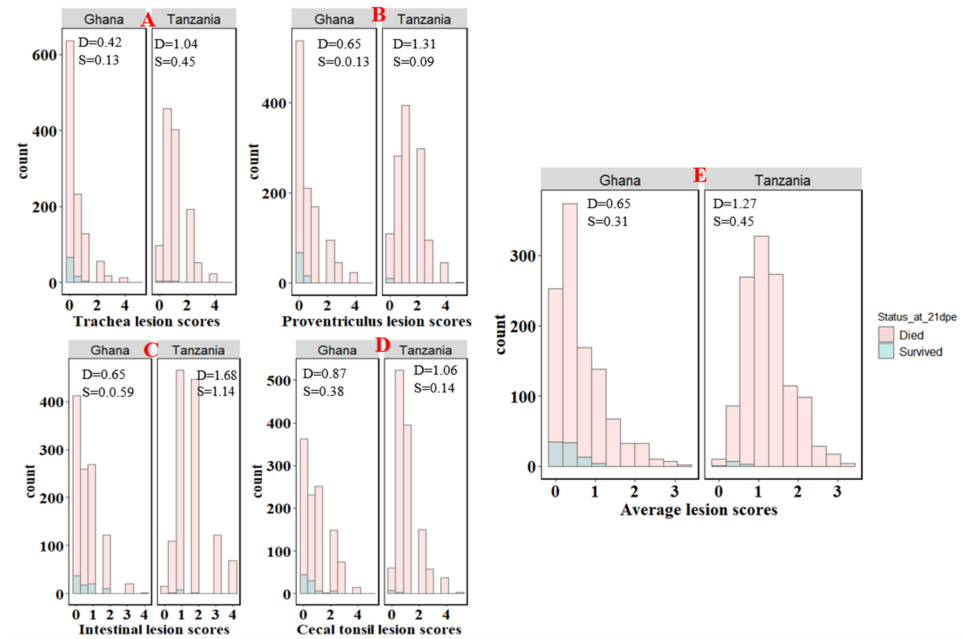 A
Ghana Tanzania
D=0.42 D=1.04
S=0.13 S=0.45
count
600
400
200
0
0 2 4 0 2 4
Trachea lesion scores
B
Ghana Tanzania
D=0.65 D=1.31
S=0.0.13 S=0.09
count
400
200
0
0 2 4 0 2 4
Proventriculus lesion scores
C
Ghana Tanzania
D=0.65 D=1.68
S=0.0.59 S=1.14
count
400
300
200
100
0
0 1 2 3 4 0 1 2 3 4
Intestinal lesion scores
D
Ghana Tanzania
D=0.87 D=1.06
S=0.38 S=0.14
count
500
400
300
200
100
0
0 2 4 0 2 4
Cecal tonsil lesion scores
E
Ghana Tanzania
D=0.65 D=1.27
S=0.31 S=0.45
count
300
200
100
0
0 1 2 3 0 1 2 3
Average lesion scores
Status_at_21dpe
Died
Survived